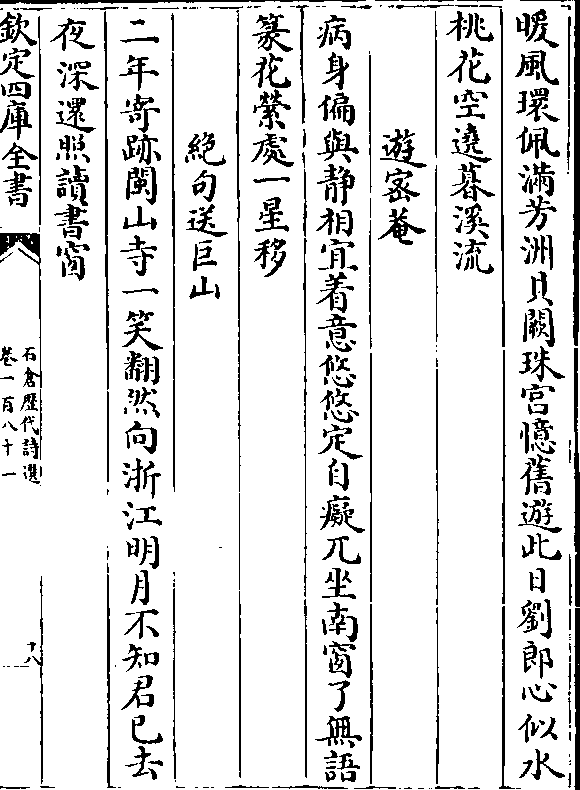 暖風環佩滿芳洲貝闕珠宫憶舊遊此日劉郎心似水
桃花空遶暮溪流
遊密菴
病身偏與静相宜着意悠悠定自癡兀坐南窗了無語
篆花縈處一星移
絶句送巨山
二年寄跡閩山寺一笑翻然向浙江明月不知君已去
夜深還照讀書窗
欽定四庫全書
石倉歷代詩選
卷一百八十一
十八